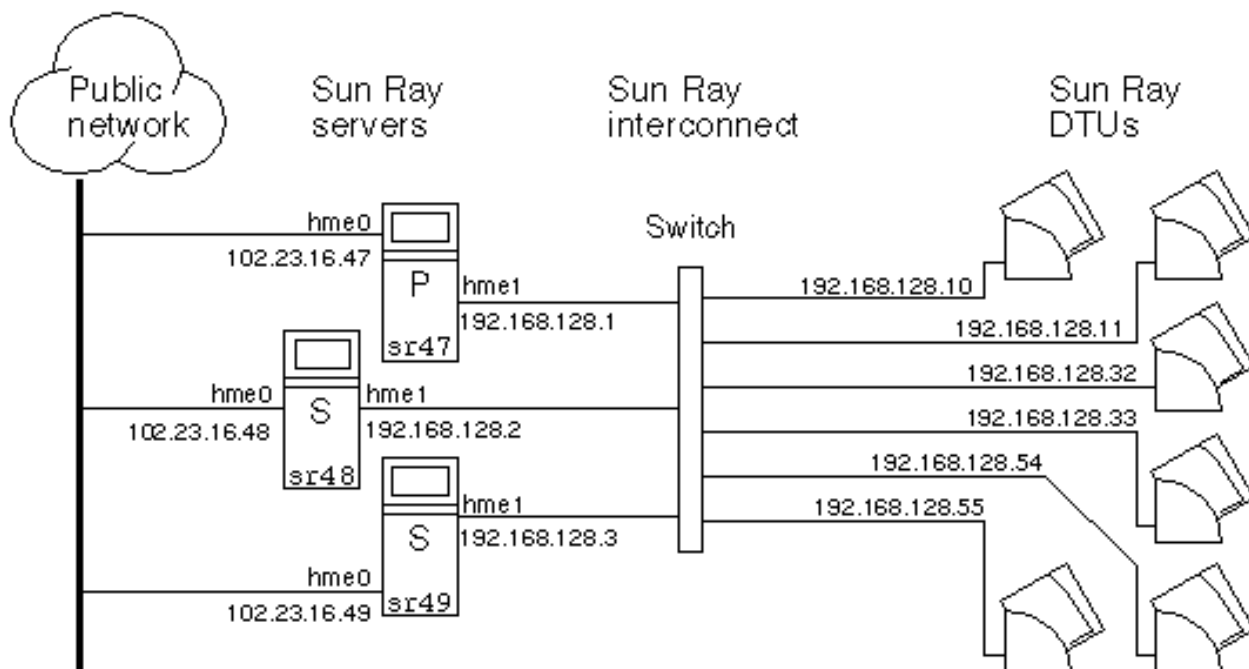 Public
network
Sun Ray
servers
Sun Ray
interconnect
Sun Ray
DTUs
Switch
hme0
102.23.16.47
P
sr47
hme1
192.168.128.1
hme0
102.23.16.48
S
sr48
hme1
192.168.128.2
hme0
102.23.16.49
S
sr49
hme1
192.168.128.3
192.168.128.10
192.168.128.11
192.168.128.32
192.168.128.33
192.168.128.54
192.168.128.55